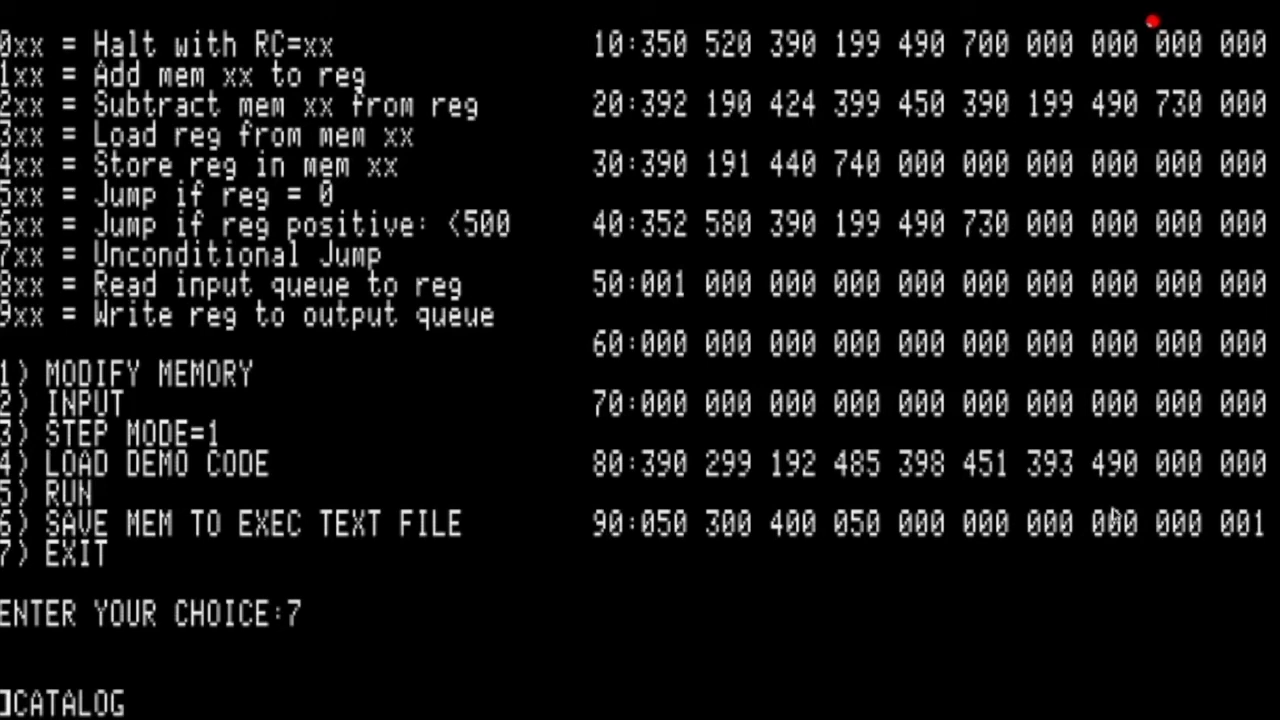 0xx = Halt with RC=xx
1xx = Add mem xx to reg
2xx = Subtract mem xx from reg
3xx = Load reg from mem xx
4xx = Store reg in mem xx
5xx = Jump if reg = 0
6xx = Jump if reg positive: <500
7xx = Unconditional Jump
8xx = Read input queue to reg
9xx = Write reg to output queue
1) MODIFY MEMORY
2) INPUT
3) STEP MODE=1
4) LOAD DEMO CODE
5) RUN
6) SAVE MEM TO EXEC TEXT FILE
7) EXIT
ENTER YOUR CHOICE:7
]CATALOG
10:350 520 390 199 490 700 000 000 000 000
20:392 190 424 399 450 390 199 490 730 000
30:390 191 440 740 000 000 000 000 000 000
40:352 580 390 199 490 730 000 000 000 000
50:001 000 000 000 000 000 000 000 000 000
60:000 000 000 000 000 000 000 000 000 000
70:000 000 000 000 000 000 000 000 000 000
80:390 299 192 485 398 451 393 490 000 000
90:050 300 400 050 000 000 000 000 000 001